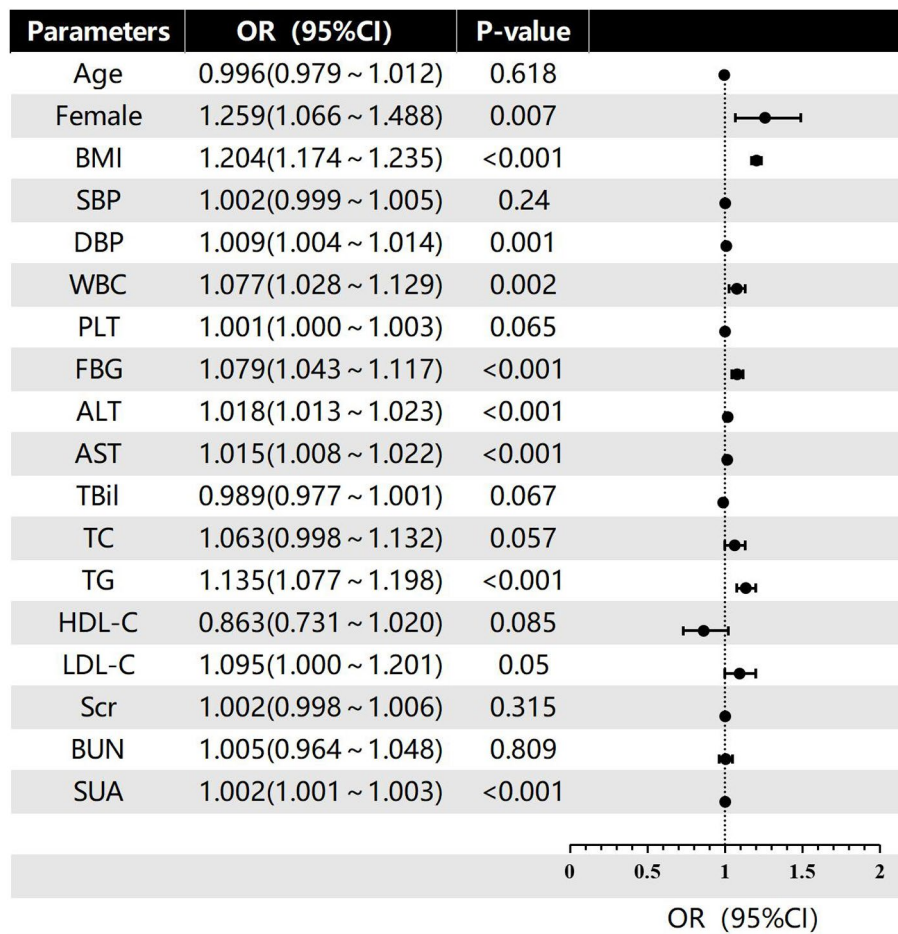 Parameters OR (95%CI) P-value
Age 0.996(0.979~1.012) 0.618
Female 1.259(1.066~1.488) 0.007
BMI 1.204(1.174~1.235) <0.001
SBP 1.002(0.999~1.005) 0.24
DBP 1.009(1.004~1.014) 0.001
WBC 1.077(1.028~1.129) 0.002
PLT 1.001(1.000~1.003) 0.065
FBG 1.079(1.043~1.117) <0.001
ALT 1.018(1.013~1.023) <0.001
AST 1.015(1.008~1.022) <0.001
TBil 0.989(0.977~1.001) 0.067
TC 1.063(0.998~1.132) 0.057
TG 1.135(1.077~1.198) <0.001
HDL-C 0.863(0.731~1.020) 0.085
LDL-C 1.095(1.000~1.201) 0.05
Scr 1.002(0.998~1.006) 0.315
BUN 1.005(0.964~1.048) 0.809
SUA 1.002(1.001~1.003) <0.001
0 0.5 1 1.5 2
OR (95%CI)